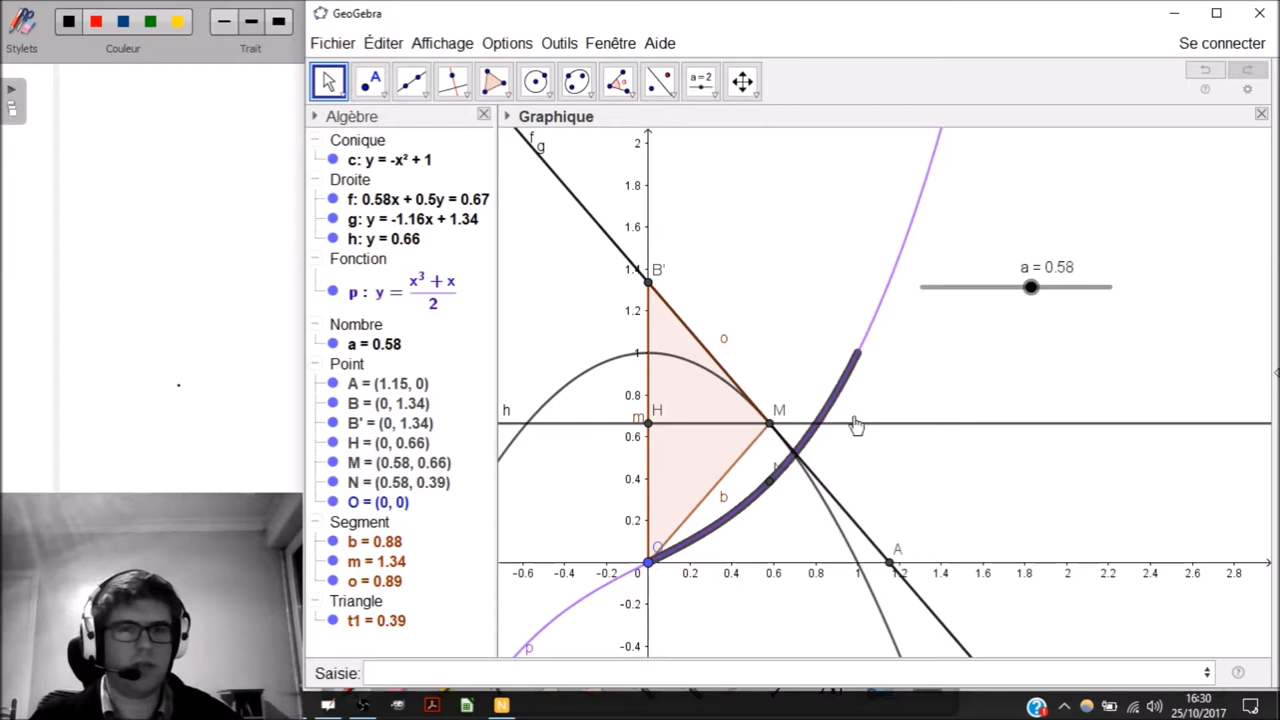 GeoGebra
Fichier Éditer Affichage Options Outils Fenêtre Aide
Se connecter
Stylets
Couleur
Trait
A
a=2
Algèbre
Graphique
Conique
c: y = -x² + 1
Droite
f: 0.58x + 0.5y = 0.67
g: y = -1.16x + 1.34
h: y = 0.66
Fonction
p : y = x³ + x
2
Nombre
a = 0.58
Point
A = (1.15, 0)
B = (0, 1.34)
B' = (0, 1.34)
H = (0, 0.66)
M = (0.58, 0.66)
N = (0.58, 0.39)
O = (0, 0)
Segment
b = 0.88
m = 1.34
o = 0.89
Triangle
t1 = 0.39
f
g
2
1.8
1.6
B'
1.2
1
0.8
0.6
0.4
0.2
-0.2
-0.4
a = 0.58
o
h
H
m
M
b
O
A
p
-0.6 -0.4 -0.2 0 0.2 0.4 0.6 0.8 1 1.2 1.4 1.6 1.8 2 2.2 2.4 2.6 2.8
Saisie:
16:30
25/10/2017